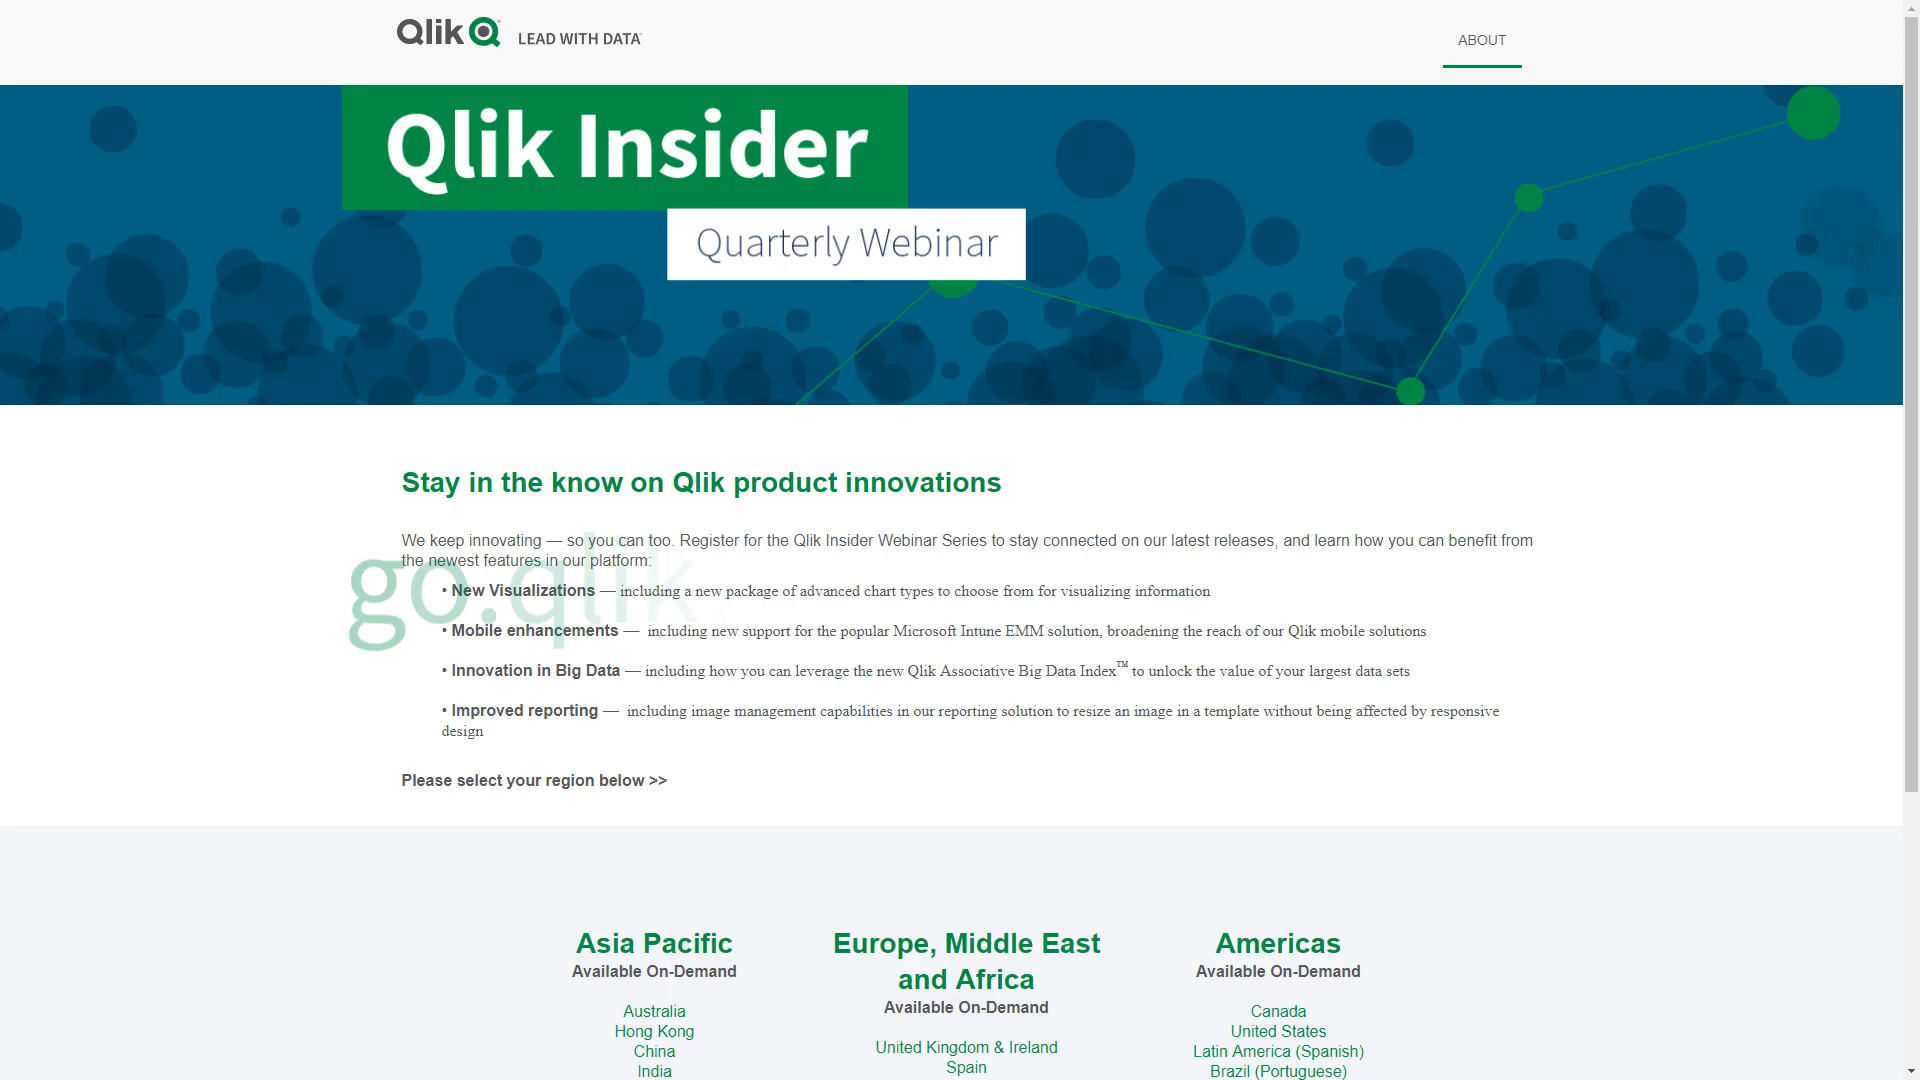 Qlik
LEAD WITH DATA
ABOUT
Qlik Insider
Quarterly Webinar
Stay in the know on Qlik product innovations
We keep innovating — so you can too. Register for the Qlik Insider Webinar Series to stay connected on our latest releases, and learn how you can benefit from
the newest features in our platform:
go.qlik.
• New Visualizations — including a new package of advanced chart types to choose from for visualizing information
• Mobile enhancements — including new support for the popular Microsoft Intune EMM solution, broadening the reach of our Qlik mobile solutions
• Innovation in Big Data — including how you can leverage the new Qlik Associative Big Data Index™ to unlock the value of your largest data sets
• Improved reporting — including image management capabilities in our reporting solution to resize an image in a template without being affected by responsive
design
Please select your region below >>
Asia Pacific
Available On-Demand
Australia
Hong Kong
China
India
Europe, Middle East
and Africa
Available On-Demand
United Kingdom & Ireland
Spain
Americas
Available On-Demand
Canada
United States
Latin America (Spanish)
Brazil (Portuguese)